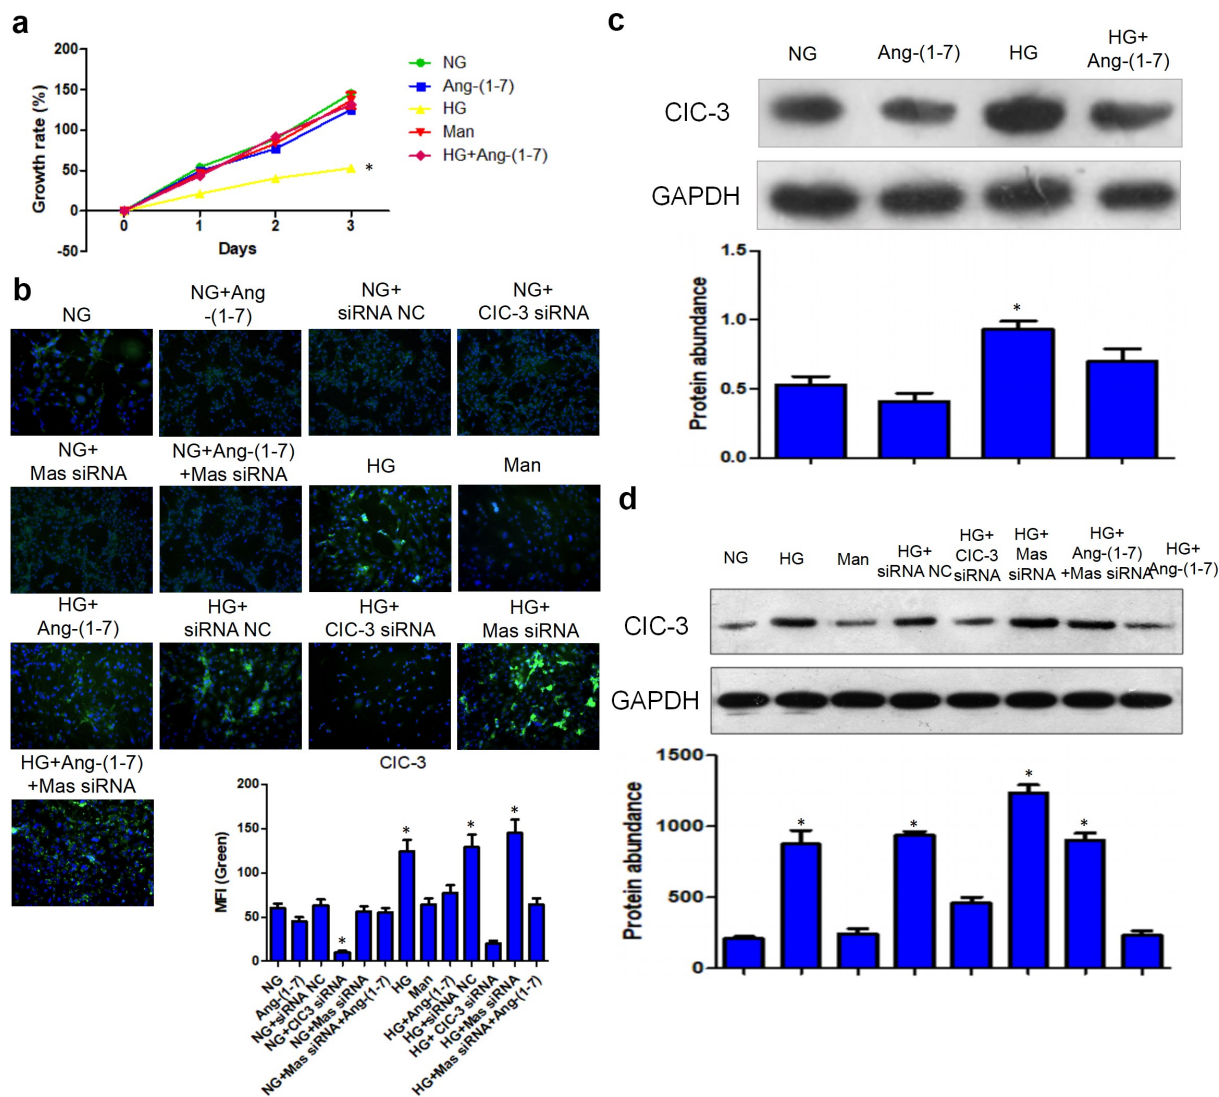 a
200
150
100
50
0
-50
Growth rate (%)
0
1
2
3
Days
*
NG
Ang-(1-7)
HG
Man
HG+Ang-(1-7)
b
NG
NG+Ang
-(1-7)
NG+
siRNA NC
NG+
ClC-3 siRNA
NG+
Mas siRNA
NG+Ang-(1-7)
+Mas siRNA
HG
Man
HG+
Ang-(1-7)
HG+
siRNA NC
HG+
ClC-3 siRNA
HG+
Mas siRNA
HG+Ang-(1-7)
+Mas siRNA
ClC-3
200
150
100
50
0
MFI (Green)
*
*
*
*
NG
Ang-(1-7)
NG+siRNA NC
NG+ClC3 siRNA
NG+Mas siRNA
NG+Mas siRNA+Ang-(1-7)
HG
Man
HG+Ang-(1-7)
HG+siRNA NC
HG+ ClC-3 siRNA
HG+Mas siRNA
HG+Mas siRNA+Ang-(1-7)
c
NG
Ang-(1-7)
HG
HG+
Ang-(1-7)
ClC-3
GAPDH
1.5
1.0
0.5
0.0
Protein abundance
*
d
NG
HG
Man
HG+
siRNA NC
HG+
ClC-3
siRNA
HG+
Mas
siRNA
HG+
Ang-(1-7)
+Mas siRNA
HG+
Ang-(1-7)
ClC-3
GAPDH
1500
1000
500
0
Protein abundance
*
*
*
*